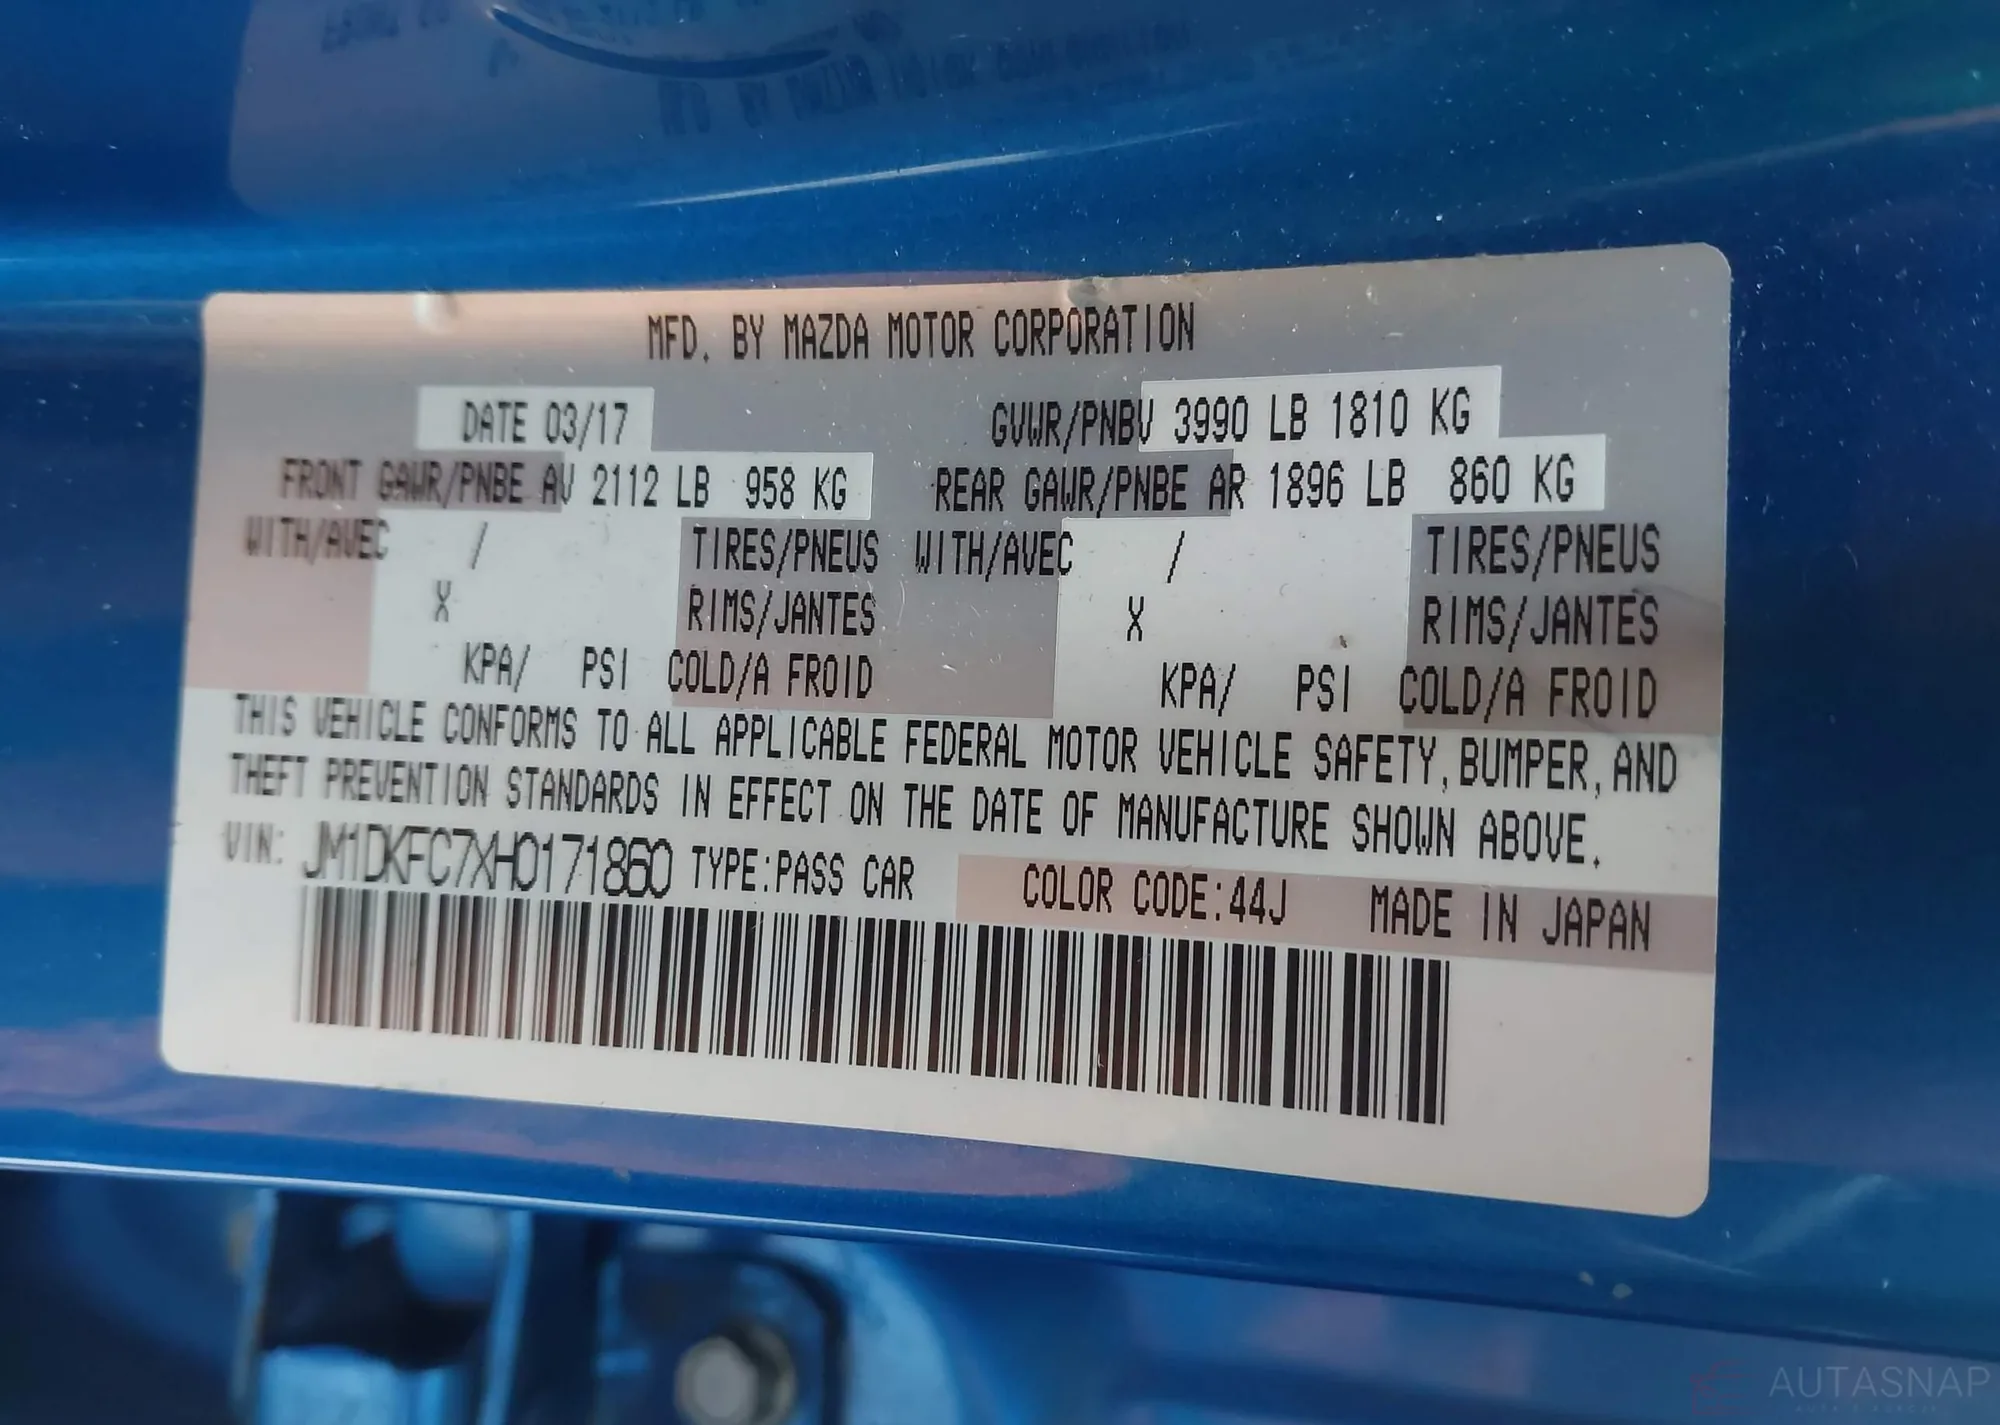 MFD. BY MAZDA MOTOR CORPORATION
DATE 03/17 GVWR/PNBV 3990 LB 1810 KG
FRONT GAWR/PNBE AV 2112 LB 958 KG REAR GAWR/PNBE AR 1896 LB 860 KG
WITH/AVEC / TIRES/PNEUS WITH/AVEC / TIRES/PNEUS
X RIMS/JANTES X RIMS/JANTES
KPA/ PSI COLD/A FROID KPA/ PSI COLD/A FROID
THIS VEHICLE CONFORMS TO ALL APPLICABLE FEDERAL MOTOR VEHICLE SAFETY, BUMPER, AND
THEFT PREVENTION STANDARDS IN EFFECT ON THE DATE OF MANUFACTURE SHOWN ABOVE.
VIN: JM1DKFC7XH0171860 TYPE:PASS CAR COLOR CODE:44J MADE IN JAPAN
AUTASNAP